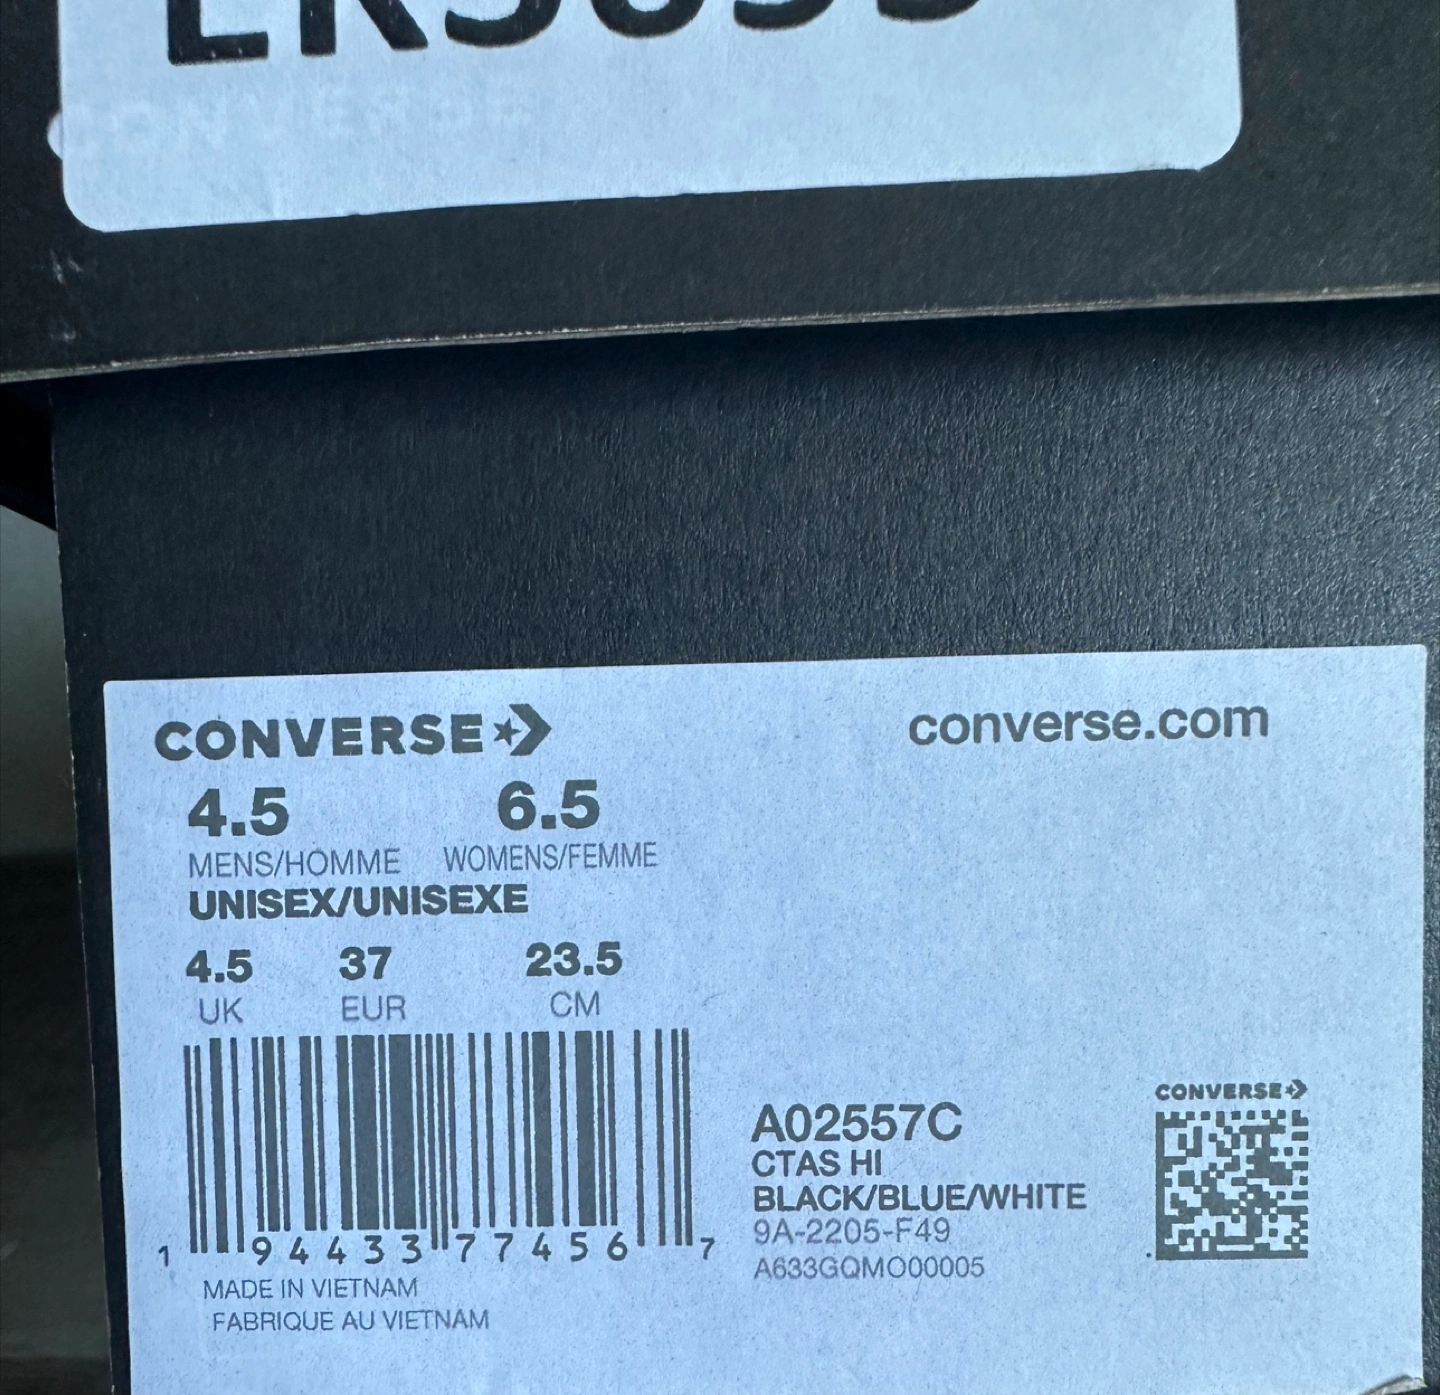 CONVERSE
converse.com
4.5 6.5
MENS/HOMME WOMENS/FEMME
UNISEX/UNISEXE
4.5 37 23.5
UK EUR CM
1 94433 77456 7
MADE IN VIETNAM
FABRIQUE AU VIETNAM
A02557C
CTAS HI
BLACK/BLUE/WHITE
9A-2205-F49
A633GQMO00005
CONVERSE